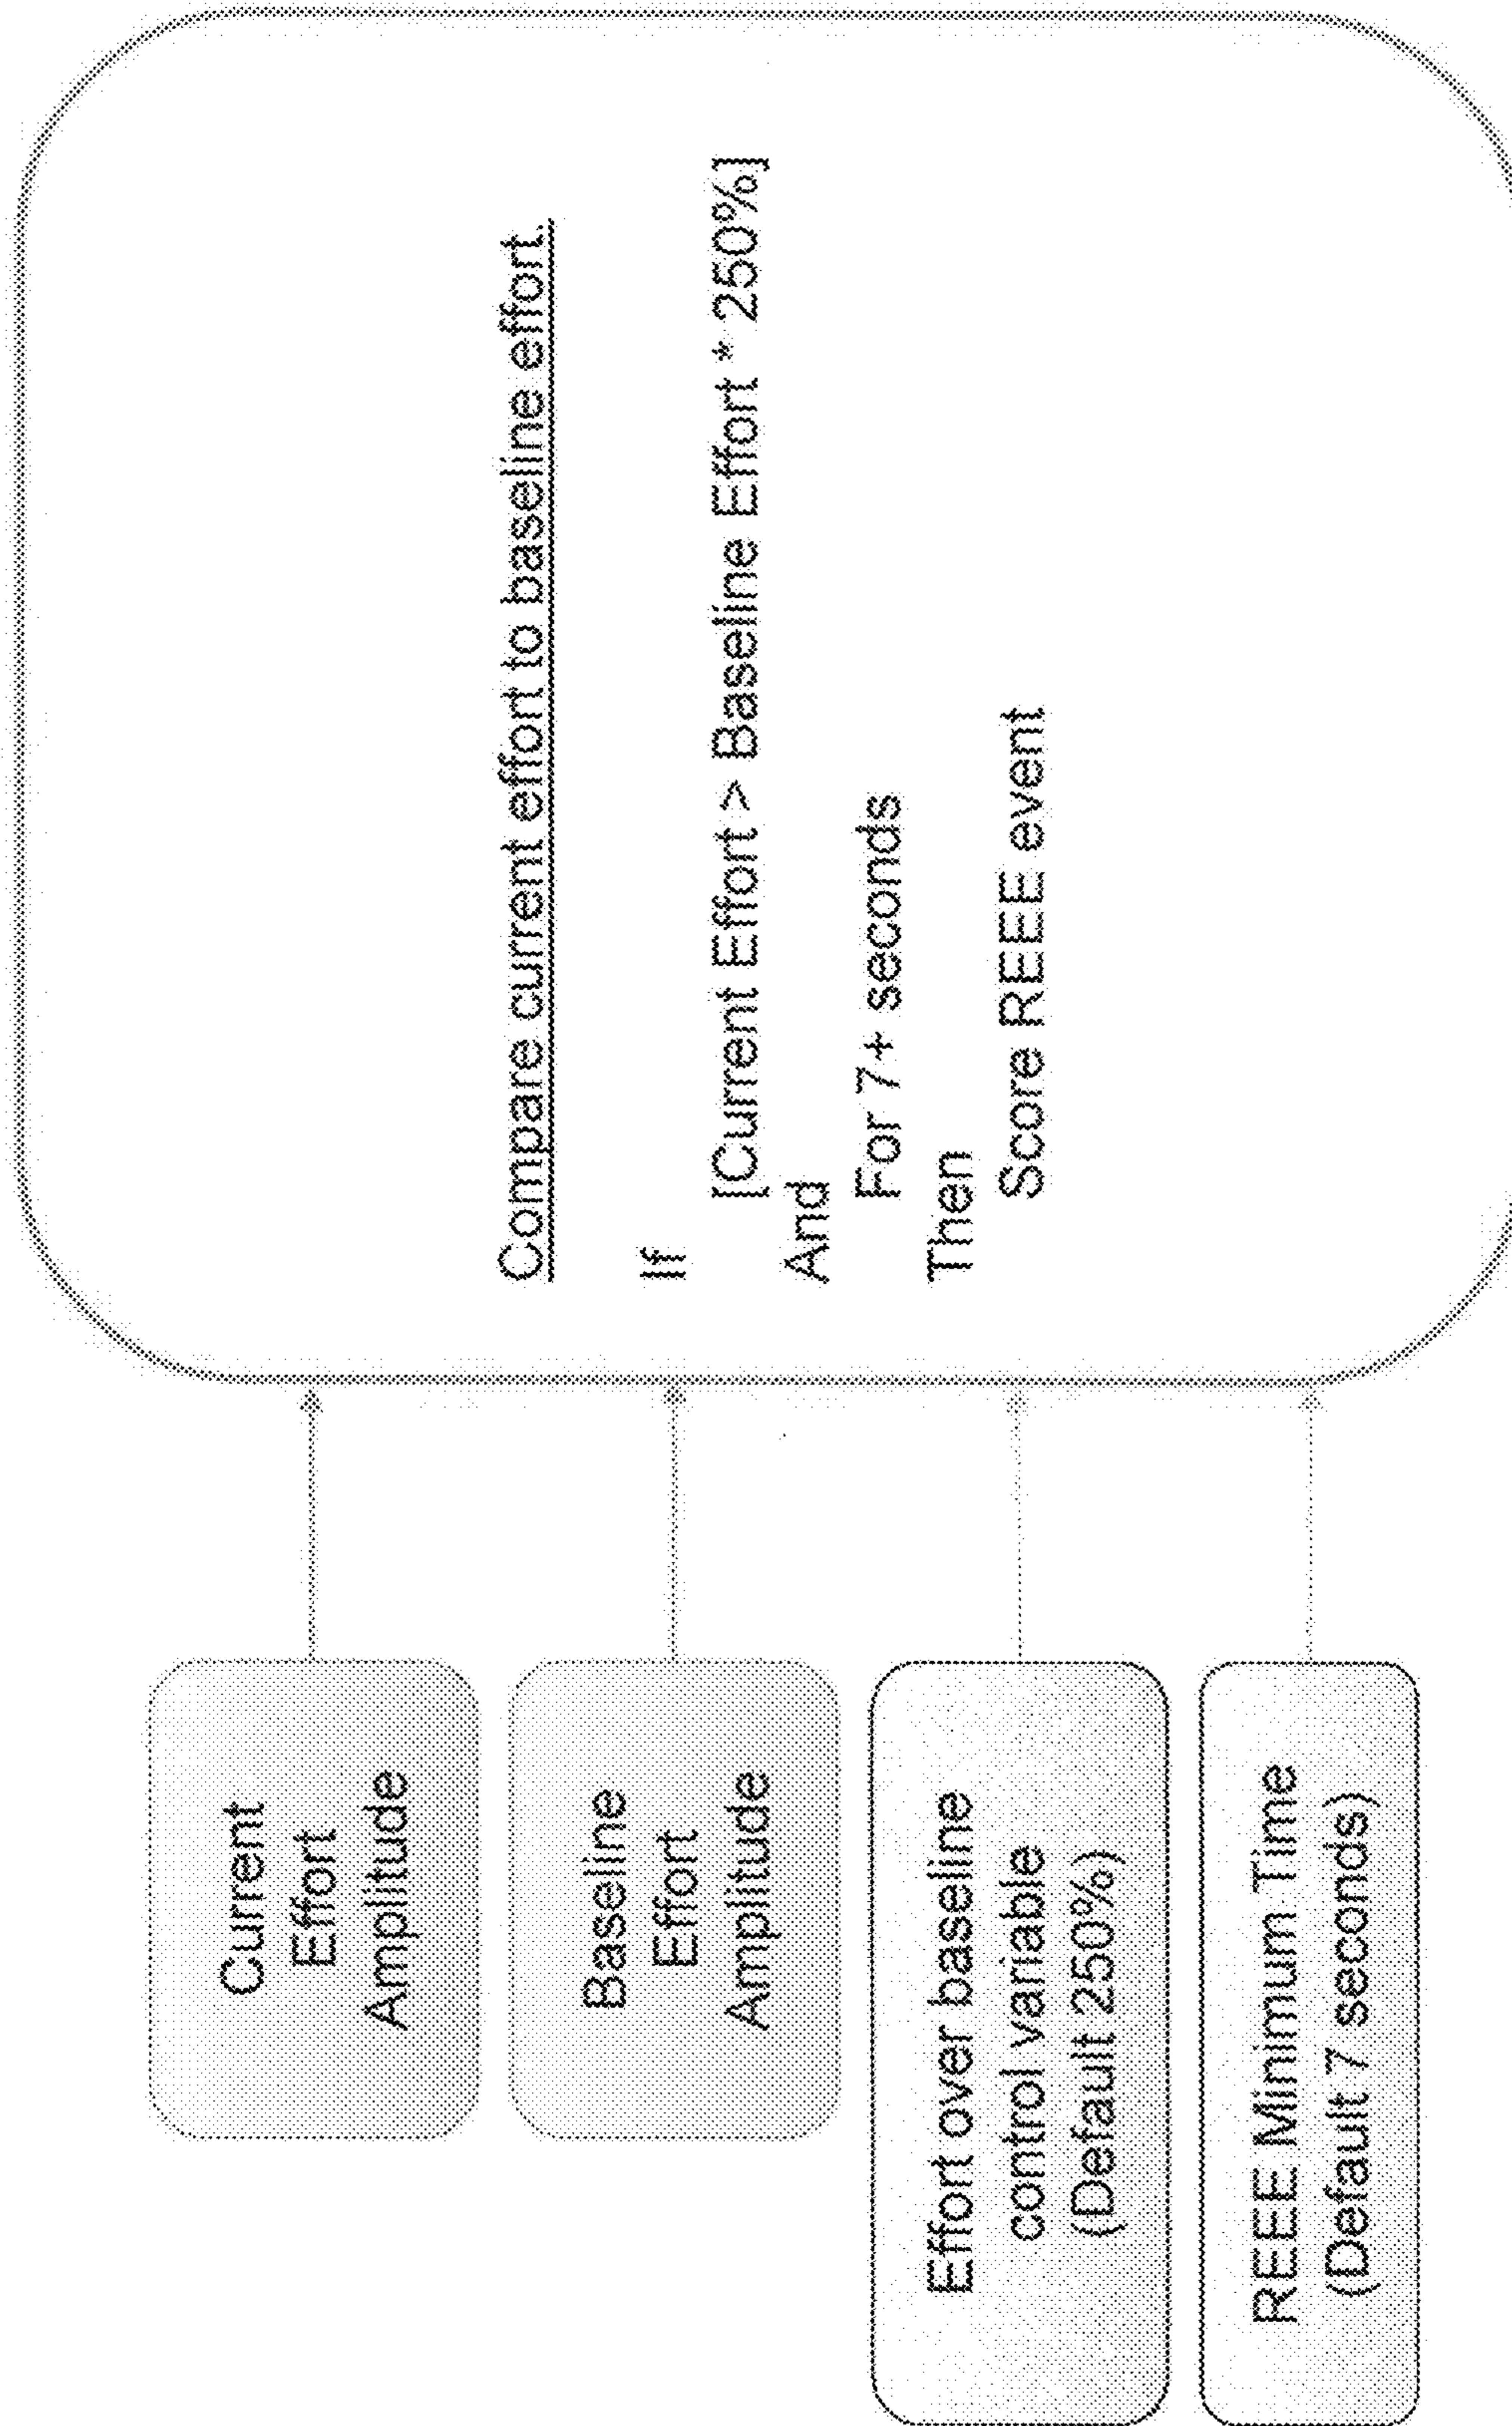 Current
Effort
Amplitude
Baseline
Effort
Amplitude
Effort over baseline
control variable
(Default 250%)
REEE Minimum Time
(Default 7 seconds)
Compare current effort to baseline effort.
If
[Current Effort > Baseline Effort * 250%]
And
For 7+ seconds
Then
Score REEE event